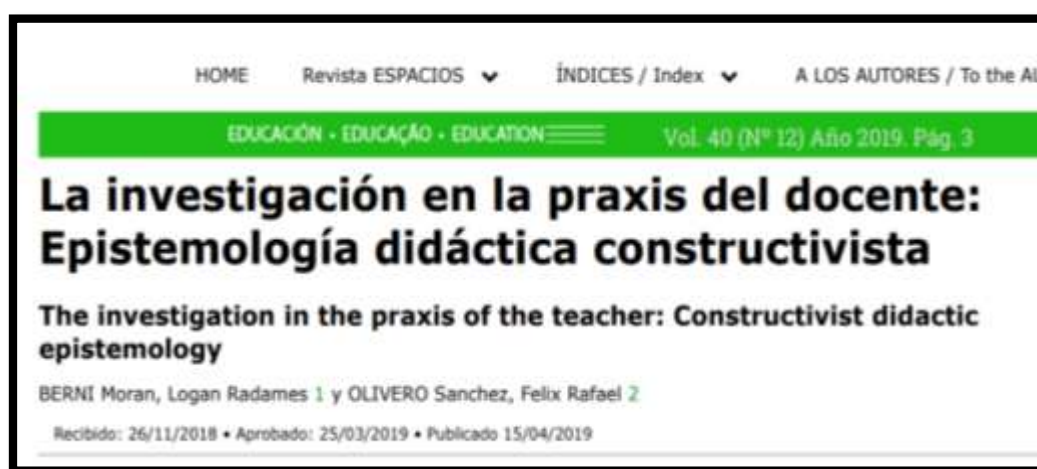 HOME Revista ESPACIOS ÍNDICES / Index A LOS AUTORES / To the AU
EDUCACIÓN • EDUCAÇÃO • EDUCATION Vol. 40 (Nº 12) Año 2019. Pág. 3
La investigación en la praxis del docente:
Epistemología didáctica constructivista
The investigation in the praxis of the teacher: Constructivist didactic
epistemology
BERNI Moran, Logan Radames 1 y OLIVERO Sanchez, Felix Rafael 2
Recibido: 26/11/2018 • Aprobado: 25/03/2019 • Publicado 15/04/2019